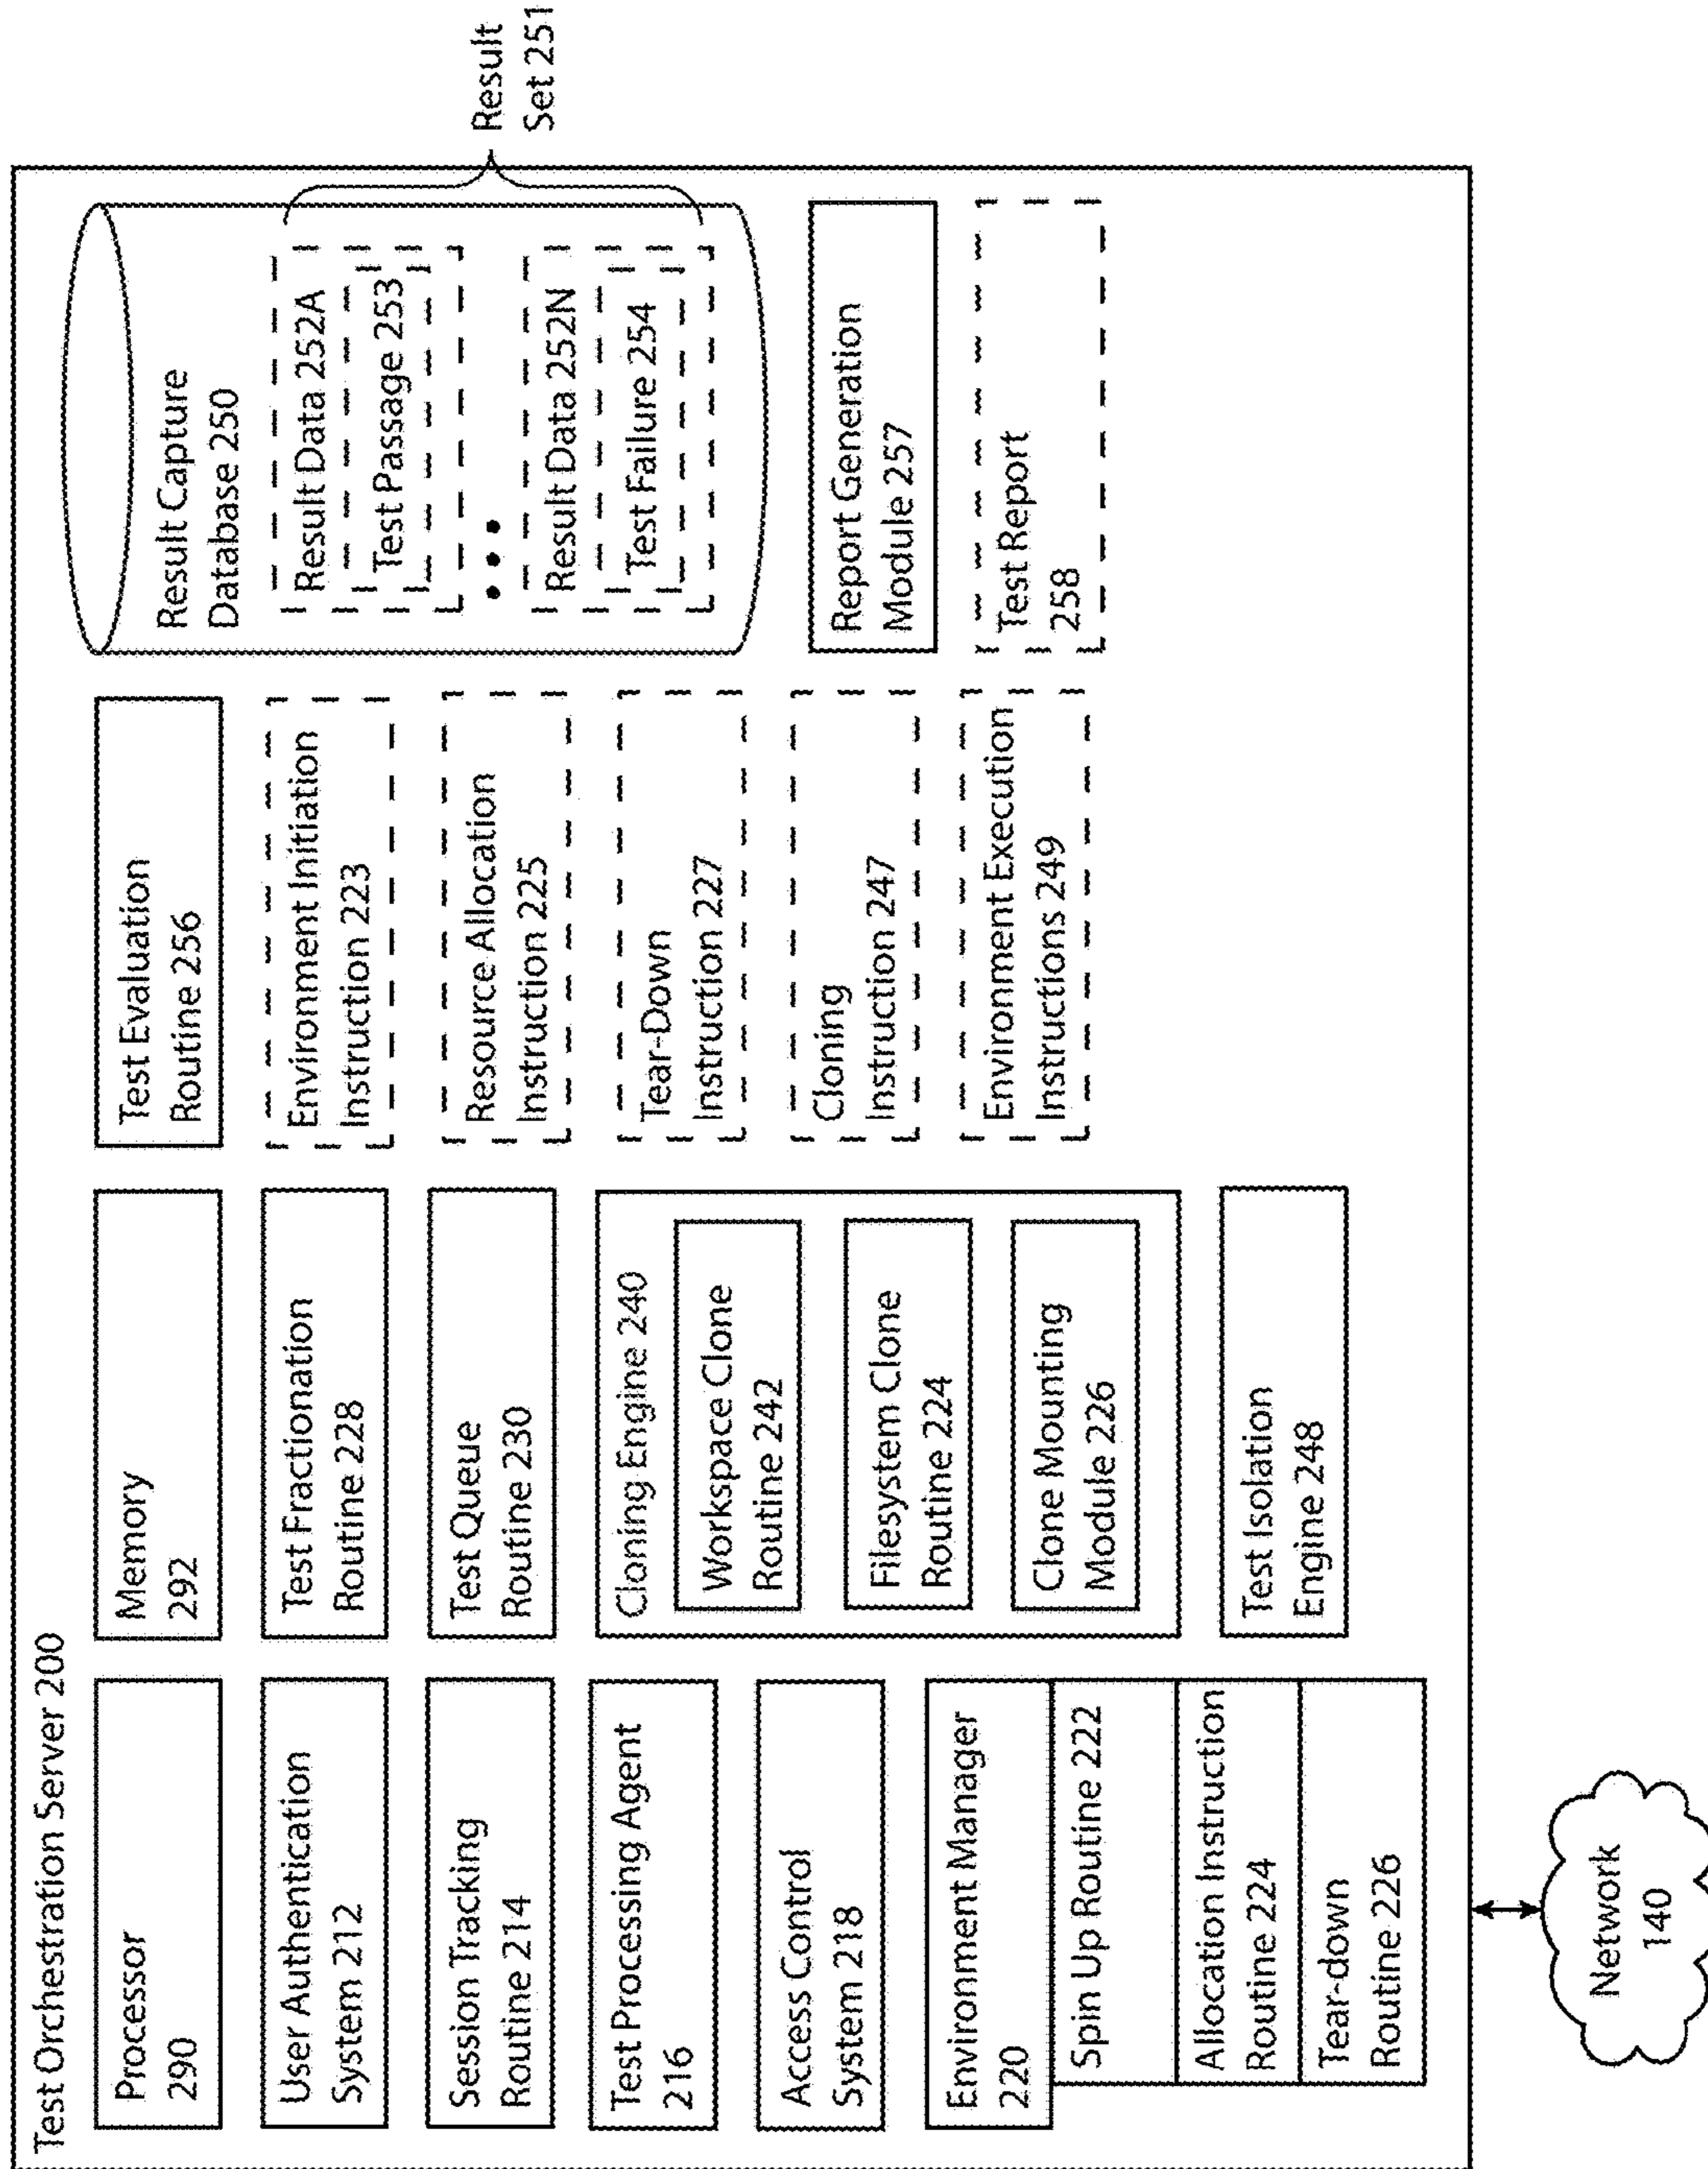 Test Orchestration Server 200
Processor
290
User Authentication
System 212
Session Tracking
Routine 214
Test Processing Agent
216
Access Control
System 218
Environment Manager
220
Spin Up Routine 222
Allocation Instruction
Routine 224
Tear-down
Routine 226
Memory
292
Test Fractionation
Routine 228
Test Queue
Routine 230
Cloning Engine 240
Workspace Clone
Routine 242
Filesystem Clone
Routine 224
Clone Mounting
Module 226
Test Isolation
Engine 248
Test Evaluation
Routine 256
Environment Initiation
Instruction 223
Resource Allocation
Instruction 225
Tear-Down
Instruction 227
Cloning
Instruction 247
Environment Execution
Instructions 249
Result Capture
Database 250
Result Data 252A
Test Passage 253
Result Data 252N
Test Failure 254
Result
Set 251
Report Generation
Module 257
Test Report
258
Network
140